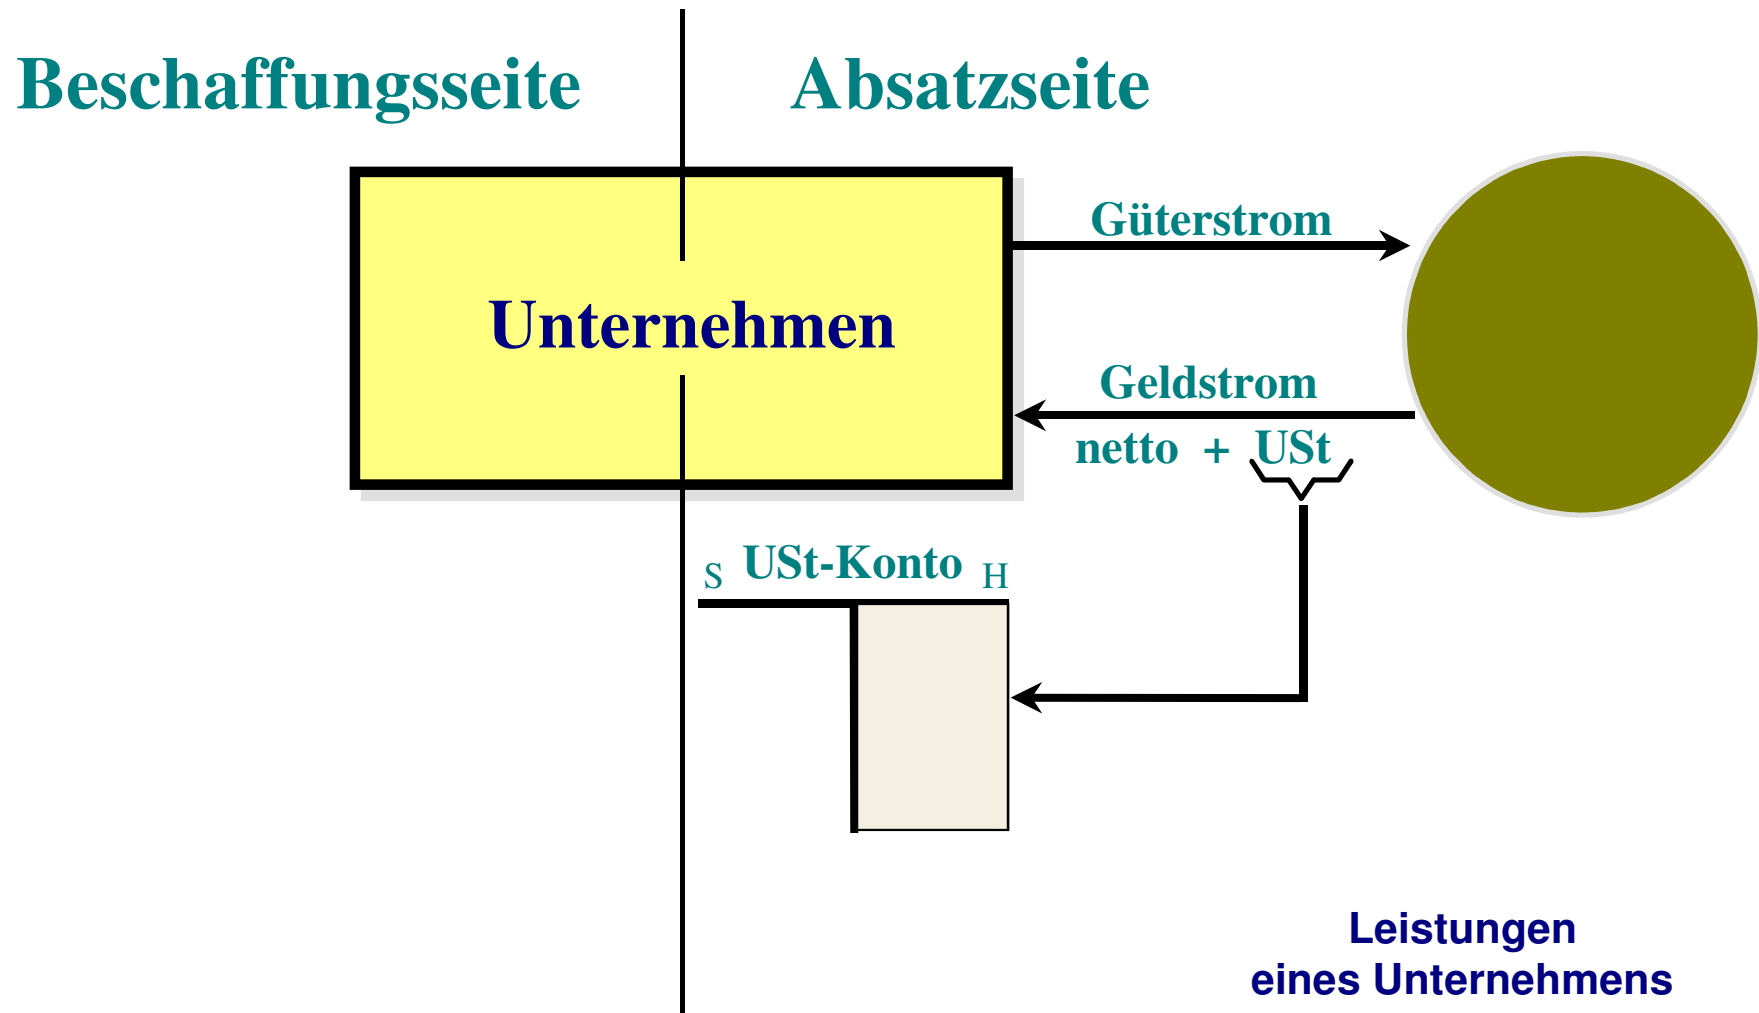 Beschaffungsseite
Absatzseite
Güterstrom
Unternehmen
Geldstrom
netto + USt
S USt-Konto H
Leistungen
eines Unternehmens